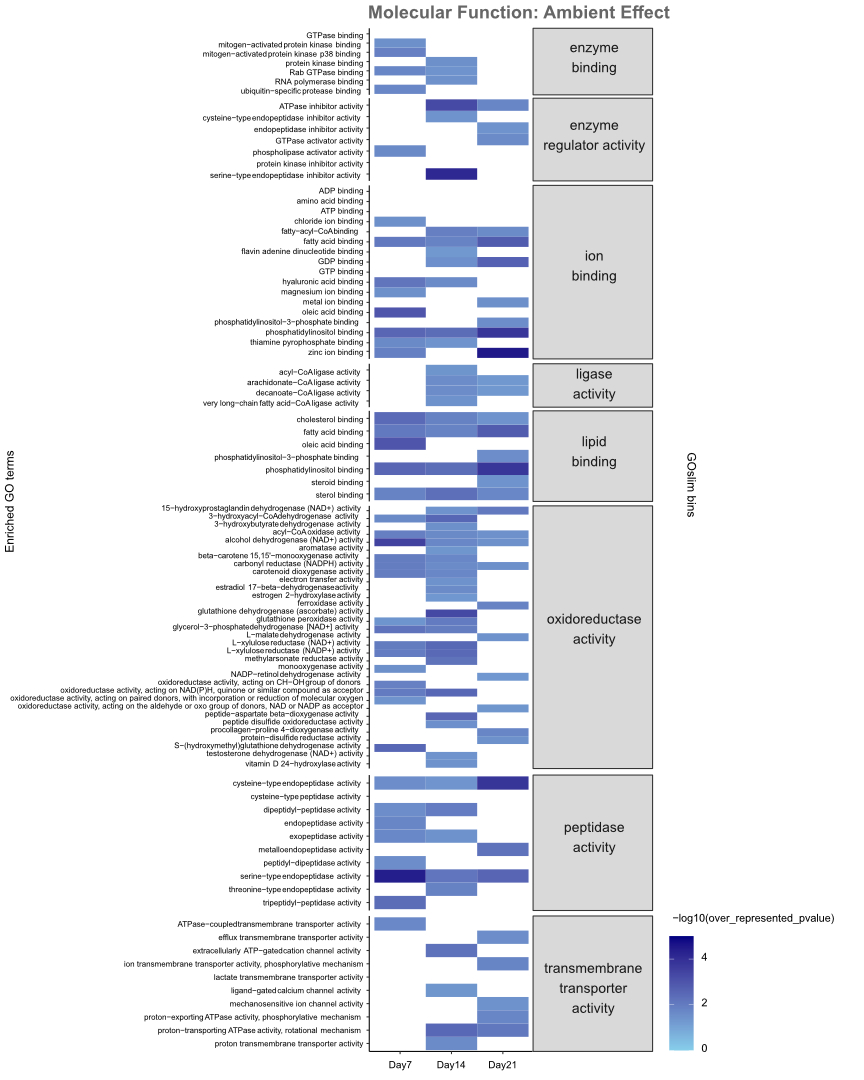 Molecular Function: Ambient Effect
GTPase binding
mitogen−activated protein kinase binding
mitogen−activated protein kinase p38 binding
protein kinase binding
Rab GTPase binding
RNA polymerase binding
ubiquitin−specific protease binding
enzyme
binding
ATPase inhibitor activity
cysteine−type endopeptidase inhibitor activity
endopeptidase inhibitor activity
GTPase activator activity
phospholipase activator activity
protein kinase inhibitor activity
serine−type endopeptidase inhibitor activity
enzyme
regulator activity
ADP binding
amino acid binding
ATP binding
chloride ion binding
fatty−acyl−CoA binding
fatty acid binding
flavin adenine dinucleotide binding
GDP binding
GTP binding
hyaluronic acid binding
magnesium ion binding
metal ion binding
oleic acid binding
phosphatidylinositol−3−phosphate binding
phosphatidylinositol binding
thiamine pyrophosphate binding
zinc ion binding
ion
binding
acyl−CoA ligase activity
arachidonate−CoA ligase activity
decanoate−CoA ligase activity
very long−chain fatty acid−CoA ligase activity
ligase
activity
cholesterol binding
fatty acid binding
oleic acid binding
phosphatidylinositol−3−phosphate binding
phosphatidylinositol binding
steroid binding
sterol binding
lipid
binding
15−hydroxyprostaglandin dehydrogenase (NAD+) activity
3−hydroxyacyl−CoA dehydrogenase activity
3−hydroxybutyrate dehydrogenase activity
acyl−CoA oxidase activity
alcohol dehydrogenase (NAD+) activity
aromatase activity
beta−carotene 15,15'−monooxygenase activity
carbonyl reductase (NADPH) activity
carotenoid dioxygenase activity
electron transfer activity
estradiol 17−beta−dehydrogenase activity
estrogen 2−hydroxylase activity
ferroxidase activity
glutathione dehydrogenase (ascorbate) activity
glutathione peroxidase activity
glycerol−3−phosphate dehydrogenase [NAD+] activity
L−malate dehydrogenase activity
L−xylulose reductase (NAD+) activity
L−xylulose reductase (NADP+) activity
methylarsonate reductase activity
monooxygenase activity
NADP−retinol dehydrogenase activity
oxidoreductase activity, acting on CH−OH group of donors
oxidoreductase activity, acting on NAD(P)H, quinone or similar compound as acceptor
oxidoreductase activity, acting on paired donors, with incorporation or reduction of molecular oxygen
oxidoreductase activity, acting on the aldehyde or oxo group of donors, NAD or NADP as acceptor
peptide−aspartate beta−dioxygenase activity
peptide disulfide oxidoreductase activity
procollagen−proline 4−dioxygenase activity
protein−disulfide reductase activity
S−(hydroxymethyl)glutathione dehydrogenase activity
testosterone dehydrogenase (NAD+) activity
vitamin D 24−hydroxylase activity
oxidoreductase
activity
cysteine−type endopeptidase activity
cysteine−type peptidase activity
dipeptidyl−peptidase activity
endopeptidase activity
exopeptidase activity
metalloendopeptidase activity
peptidyl−dipeptidase activity
serine−type endopeptidase activity
threonine−type endopeptidase activity
tripeptidyl−peptidase activity
peptidase
activity
ATPase−coupled transmembrane transporter activity
efflux transmembrane transporter activity
extracellularly ATP−gated cation channel activity
ion transmembrane transporter activity, phosphorylative mechanism
lactate transmembrane transporter activity
ligand−gated calcium channel activity
mechanosensitive ion channel activity
proton−exporting ATPase activity, phosphorylative mechanism
proton−transporting ATPase activity, rotational mechanism
proton transmembrane transporter activity
transmembrane
transporter
activity
Day7 Day14 Day21
Enriched GO terms
GOslim bins
−log10(over_represented_pvalue)
4
2
0